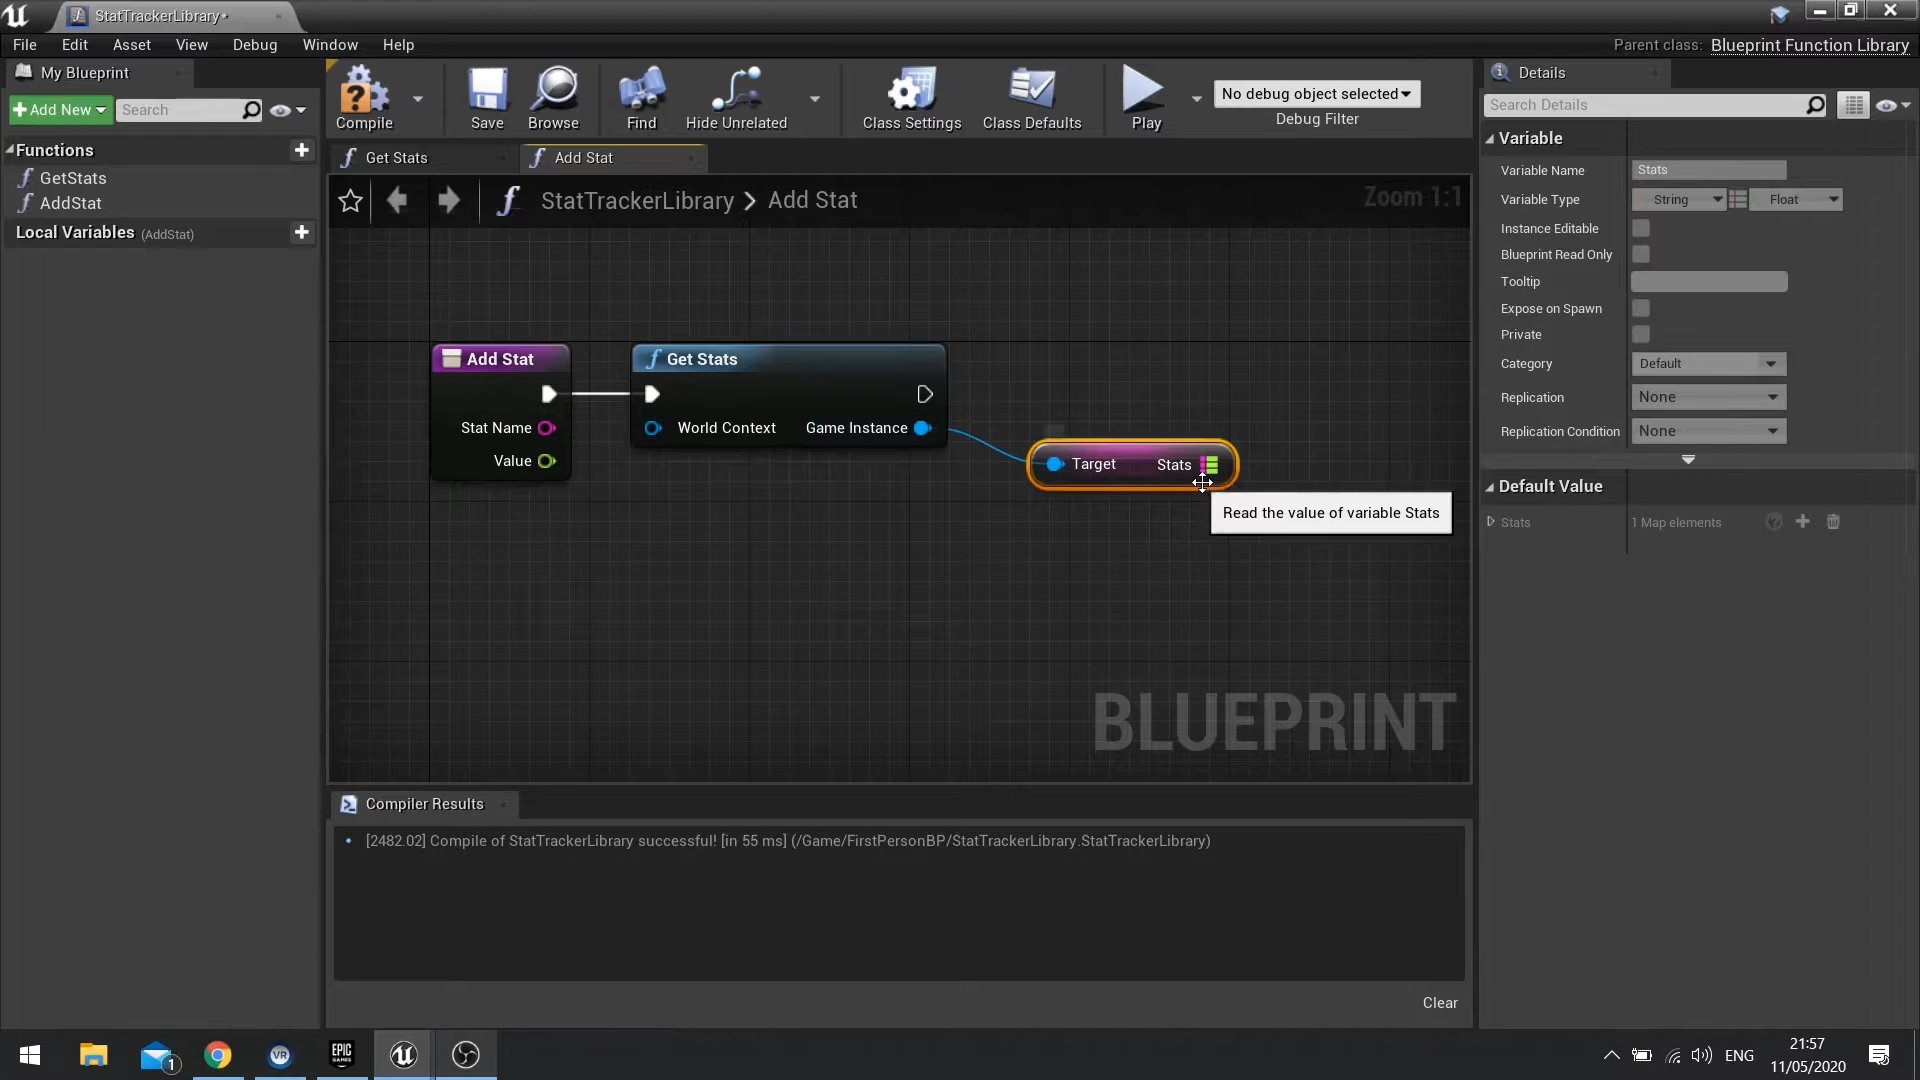 StatTrackerLibrary*
File Edit Asset View Debug Window Help
Parent class: Blueprint Function Library
My Blueprint
Add New
Search
Compile
Save
Browse
Find
Hide Unrelated
Class Settings
Class Defaults
Play
No debug object selected
Debug Filter
Details
Search Details
Functions
GetStats
AddStat
Local Variables (AddStat)
Get Stats
Add Stat
StatTrackerLibrary > Add Stat
Zoom 1:1
Add Stat
Stat Name
Value
Get Stats
World Context
Game Instance
Target
Stats
Read the value of variable Stats
BLUEPRINT
Variable
Variable Name Stats
Variable Type String Float
Instance Editable
Blueprint Read Only
Tooltip
Expose on Spawn
Private
Category Default
Replication None
Replication Condition None
Default Value
Stats 1 Map elements
Compiler Results
[2482.02] Compile of StatTrackerLibrary successful! [in 55 ms] (/Game/FirstPersonBP/StatTrackerLibrary.StatTrackerLibrary)
Clear
1
VR
EPIC
GAMES
ENG
21:57
11/05/2020